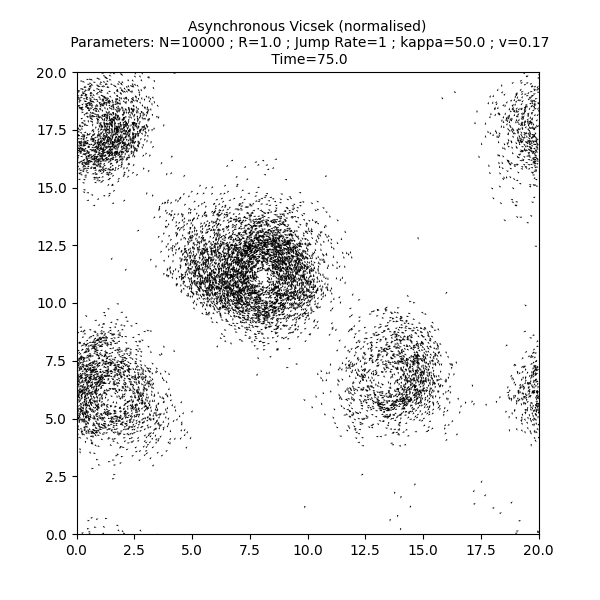 Asynchronous Vicsek (normalised)
Parameters: N=10000 ; R=1.0 ; Jump Rate=1 ; kappa=50.0 ; v=0.17
Time=75.0
20.0
17.5
15.0
12.5
10.0
7.5
5.0
2.5
0.0
0.0 2.5 5.0 7.5 10.0 12.5 15.0 17.5 20.0